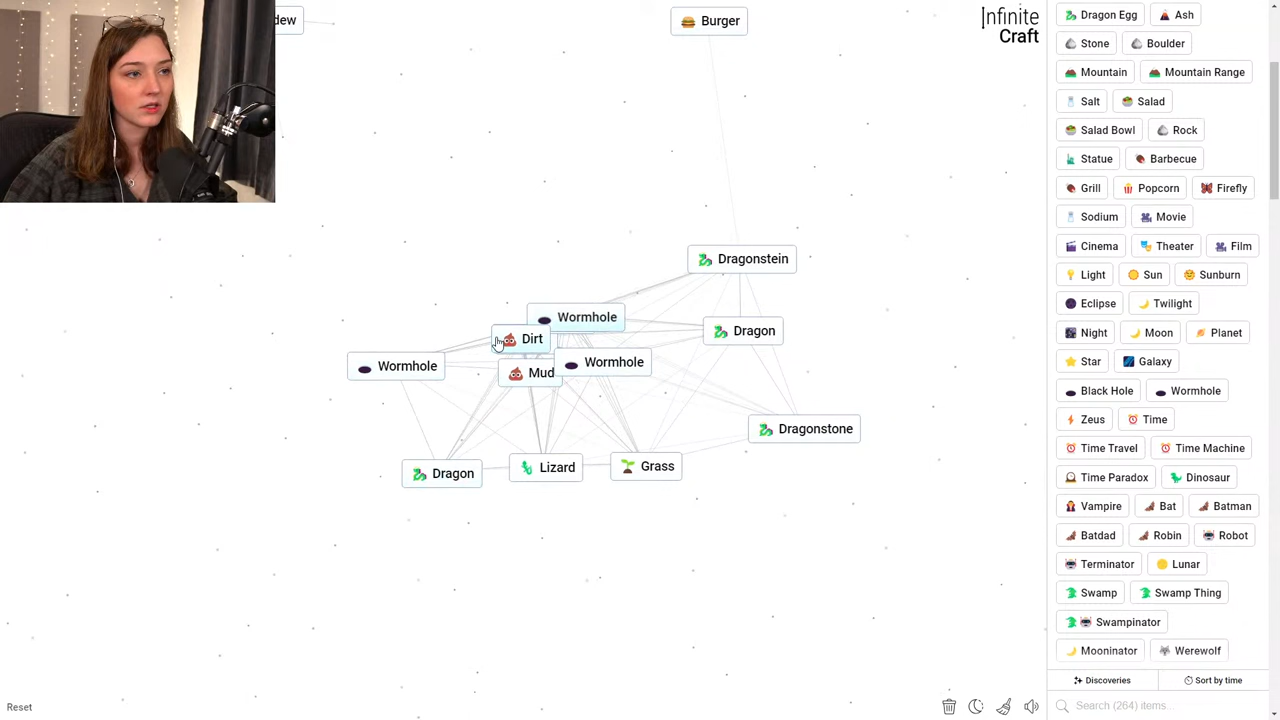 dew
Burger
Infinite
Craft
Dragonstein
Wormhole
Dragon
Dirt
Wormhole
Wormhole
Mud
Dragonstone
Dragon
Lizard
Grass
Reset
Dragon Egg Ash
Stone Boulder
Mountain Mountain Range
Salt Salad
Salad Bowl Rock
Statue Barbecue
Grill Popcorn Firefly
Sodium Movie
Cinema Theater Film
Light Sun Sunburn
Eclipse Twilight
Night Moon Planet
Star Galaxy
Black Hole Wormhole
Zeus Time
Time Travel Time Machine
Time Paradox Dinosaur
Vampire Bat Batman
Batdad Robin Robot
Terminator Lunar
Swamp Swamp Thing
Swampinator
Mooninator Werewolf
Discoveries Sort by time
Search (264) items...